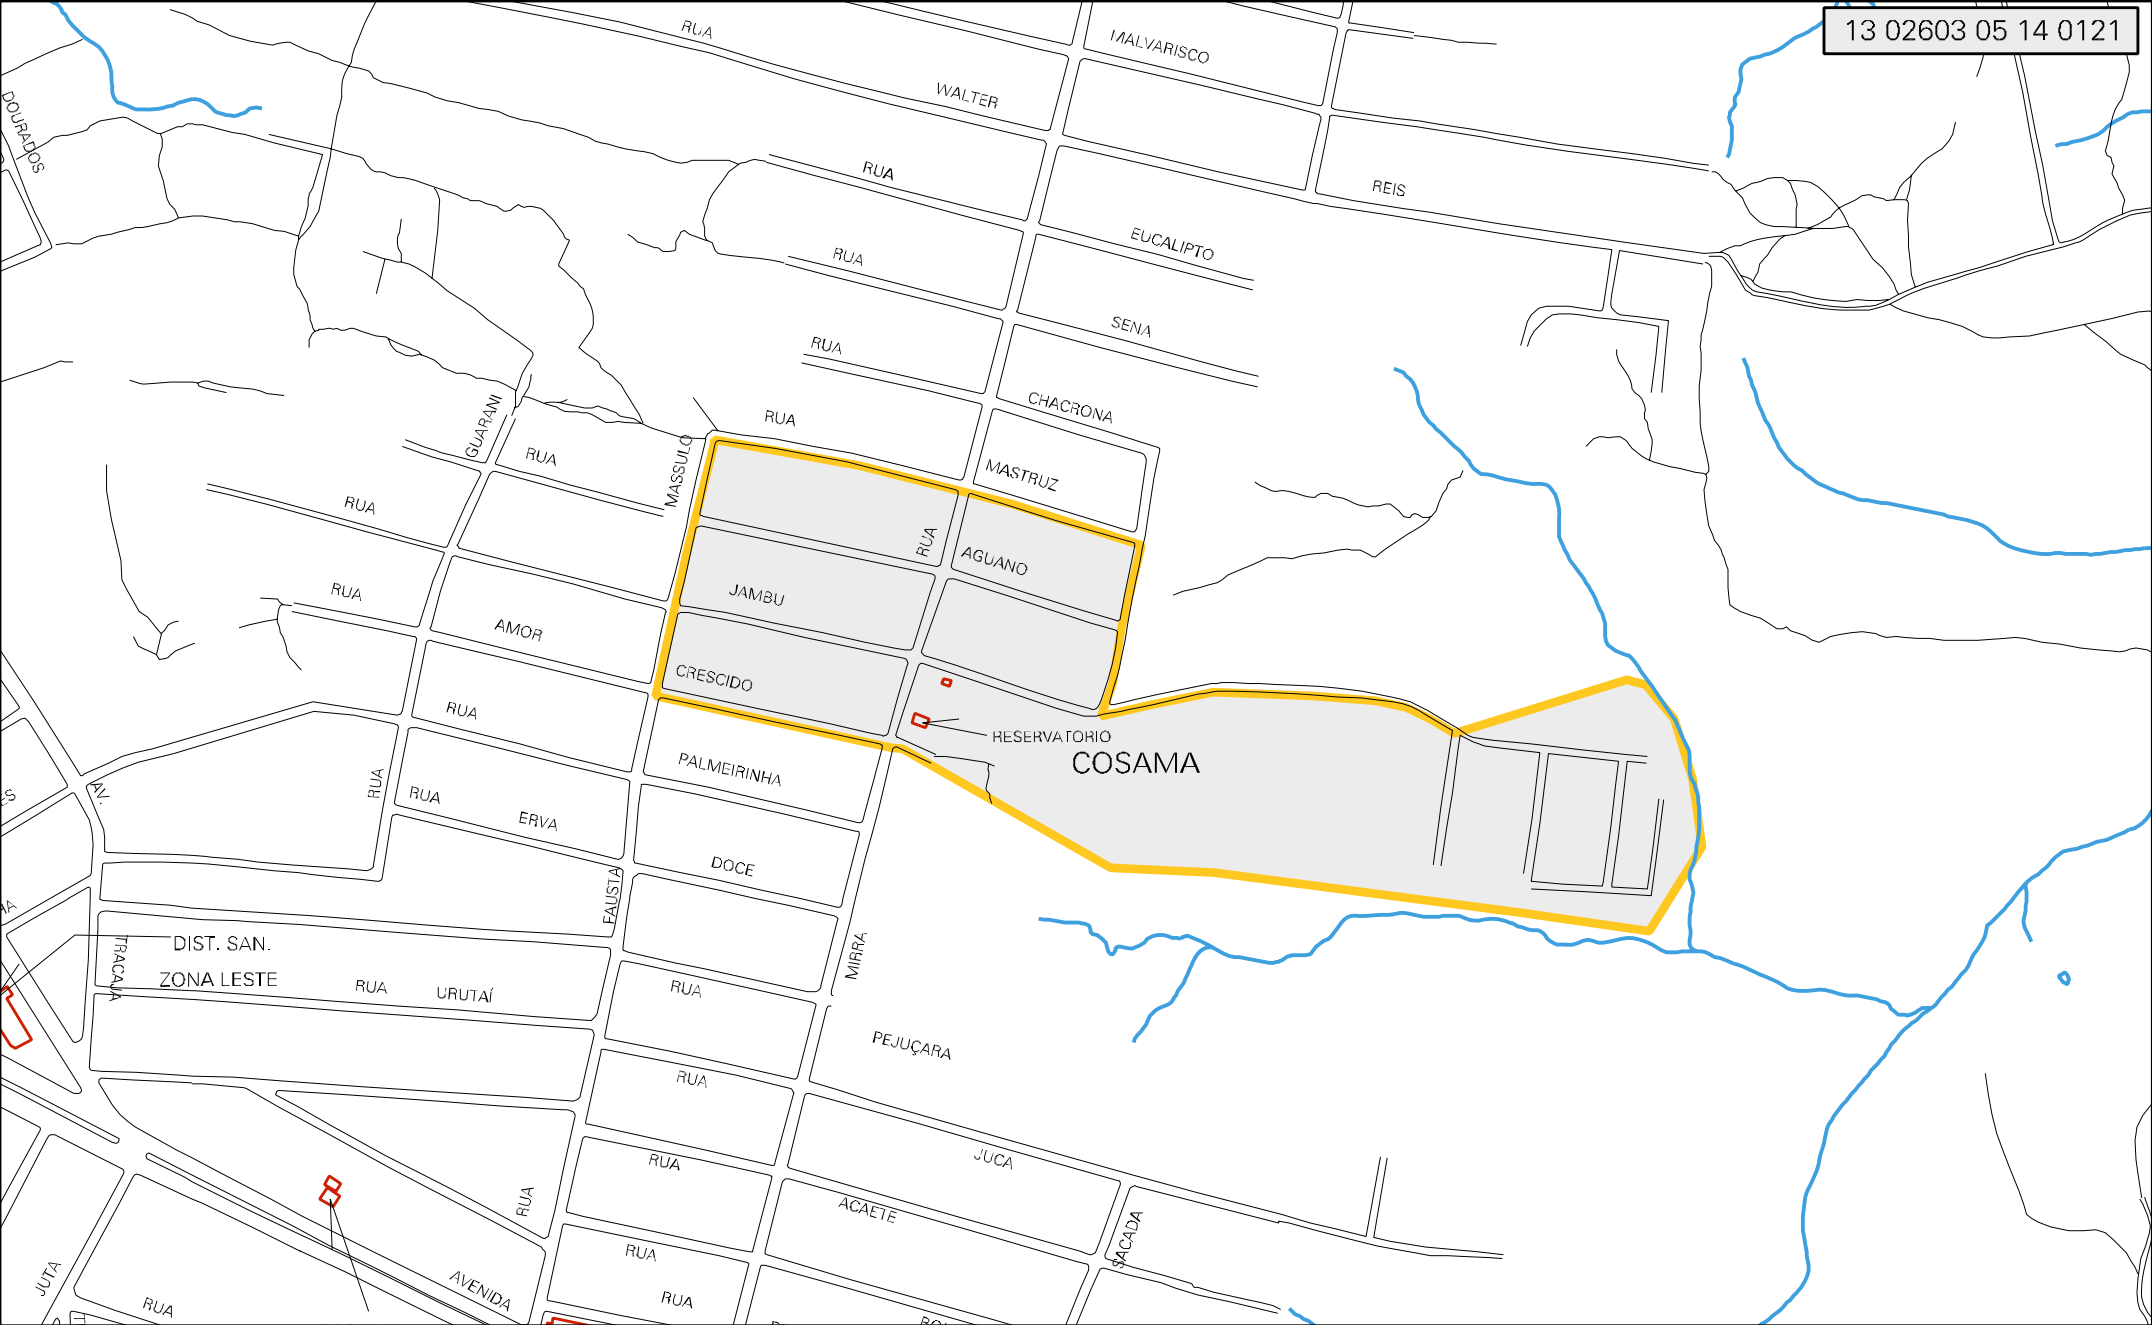 13 02603 05 14 0121
RUA
MALVARISCO
WALTER
DOURADOS
RUA
REIS
EUCALIPTO
RUA
SENA
RUA
CHACRONA
RUA
GUARANI
MASSULO
RUA
MASTRUZ
RUA
RUA
AGUANO
RUA
JAMBU
AMOR
CRESCIDO
RUA
RESERVATORIO
COSAMA
PALMEIRINHA
RUA
AV.
RUA
ERVA
DOCE
FAUSTA
MIRRA
TRACAJA
DIST. SAN.
ZONA LESTE
RUA
URUTAÍ
RUA
PEJUÇARA
RUA
RUA
JUCA
RUA
ACAETE
SACADA
RUA
JUTA
AVENIDA
RUA
RUA